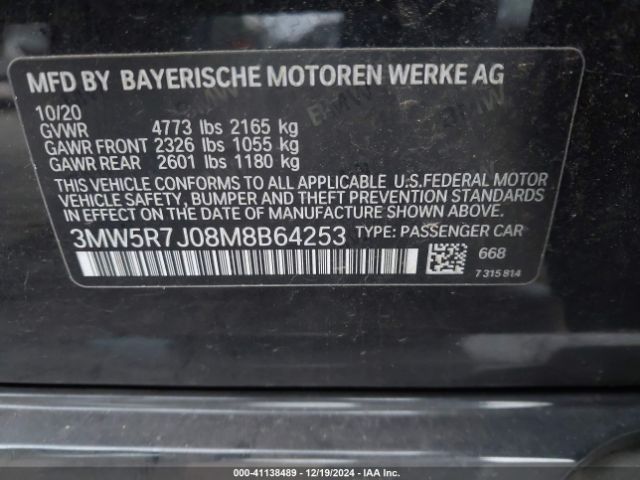 MFD BY BAYERISCHE MOTOREN WERKE AG
10/20
GVWR 4773 lbs 2165 kg
GAWR FRONT 2326 lbs 1055 kg
GAWR REAR 2601 lbs 1180 kg
THIS VEHICLE CONFORMS TO ALL APPLICABLE U.S.FEDERAL MOTOR
VEHICLE SAFETY, BUMPER AND THEFT PREVENTION STANDARDS
IN EFFECT ON THE DATE OF MANUFACTURE SHOWN ABOVE.
3MW5R7J08M8B64253 TYPE: PASSENGER CAR
668
7 315 814
000-41138489 - 12/19/2024 - IAA Inc.